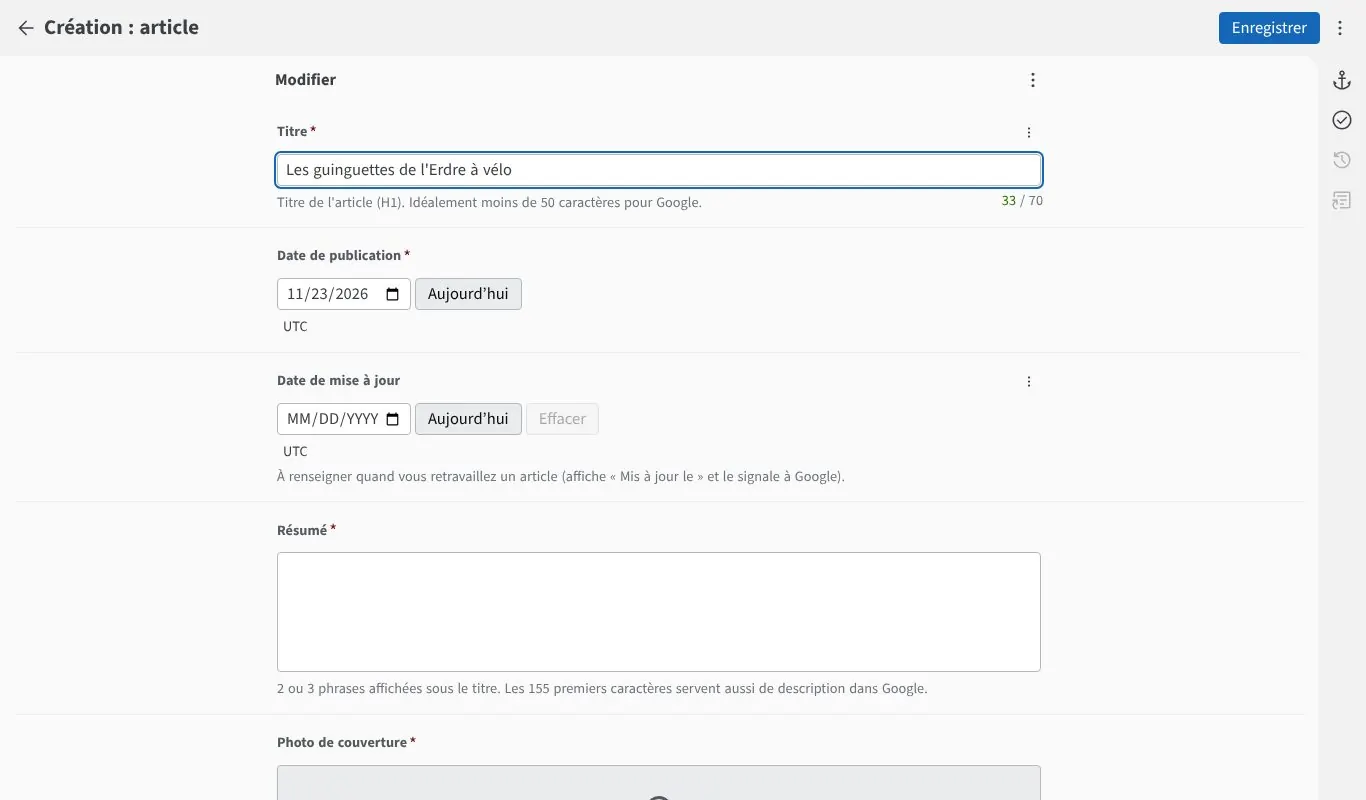 Création : article
Enregistrer
Modifier
Titre *
Les guinguettes de l'Erdre à vélo
Titre de l'article (H1). Idéalement moins de 50 caractères pour Google.
33 / 70
Date de publication *
11/23/2026
Aujourd’hui
UTC
Date de mise à jour
MM/DD/YYYY
Aujourd’hui
Effacer
UTC
À renseigner quand vous retravaillez un article (affiche « Mis à jour le » et le signale à Google).
Résumé *
2 ou 3 phrases affichées sous le titre. Les 155 premiers caractères servent aussi de description dans Google.
Photo de couverture *